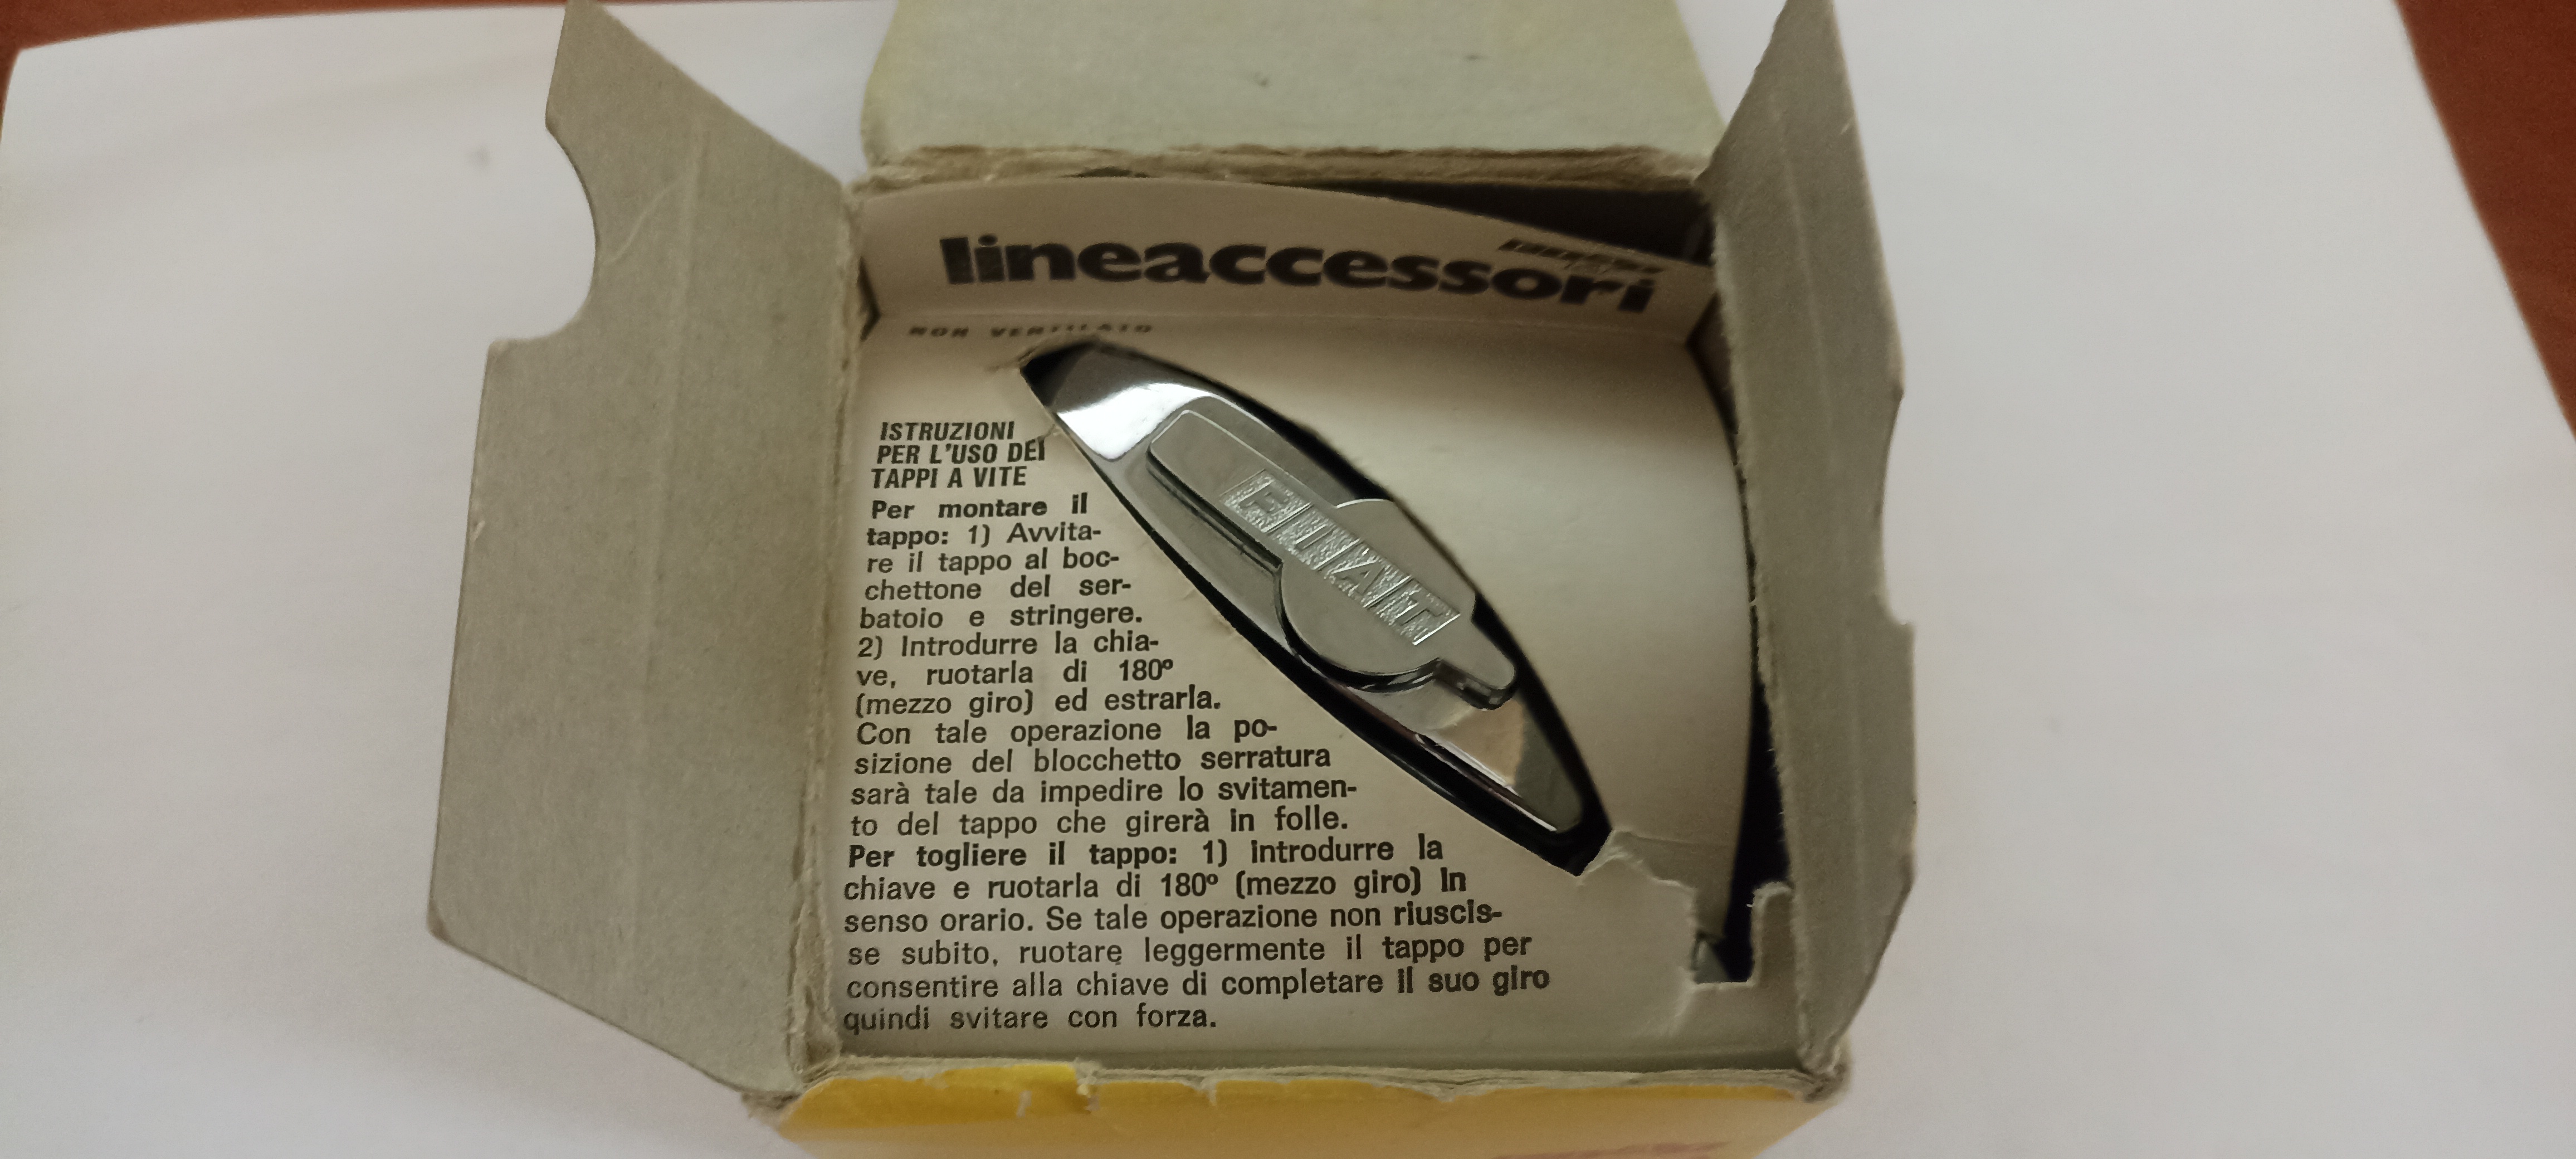 lineaccessori
NON VENTILATO
FIAT
ISTRUZIONI
PER L'USO DEI
TAPPI A VITE
Per montare il
tappo: 1) Avvita-
re il tappo al boc-
chettone del ser-
batoio e stringere.
2) Introdurre la chia-
ve, ruotarla di 180°
(mezzo giro) ed estrarla.
Con tale operazione la po-
sizione del blocchetto serratura
sarà tale da impedire lo svitamen-
to del tappo che girerà in folle.
Per togliere il tappo: 1) Introdurre la
chiave e ruotarla di 180° (mezzo giro) in
senso orario. Se tale operazione non riuscis-
se subito, ruotare leggermente il tappo per
consentire alla chiave di completare il suo giro
quindi svitare con forza.